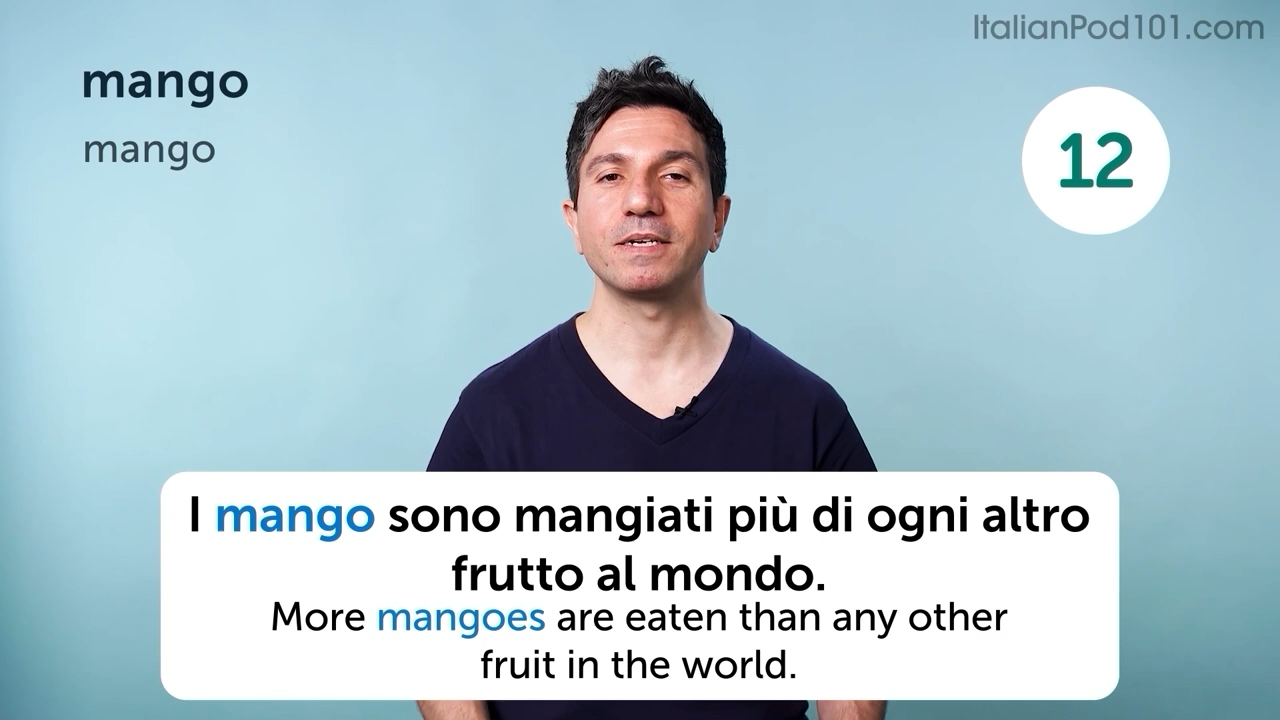 ItalianPod101.com
mango
mango
12
I mango sono mangiati più di ogni altro
frutto al mondo.
More mangoes are eaten than any other
fruit in the world.